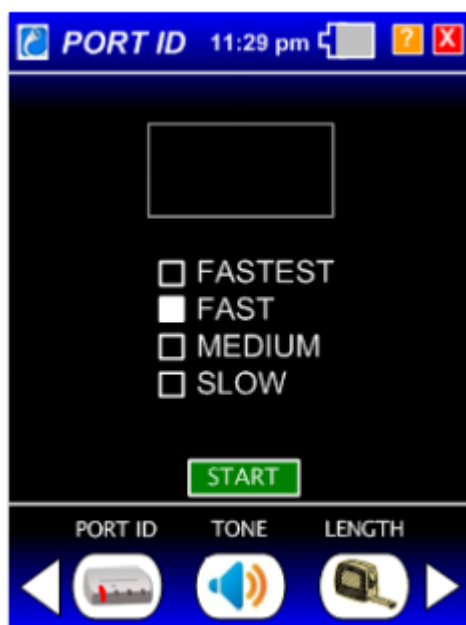 PORT ID 11:29 pm ? X
FASTEST
FAST
MEDIUM
SLOW
START
PORT ID TONE LENGTH